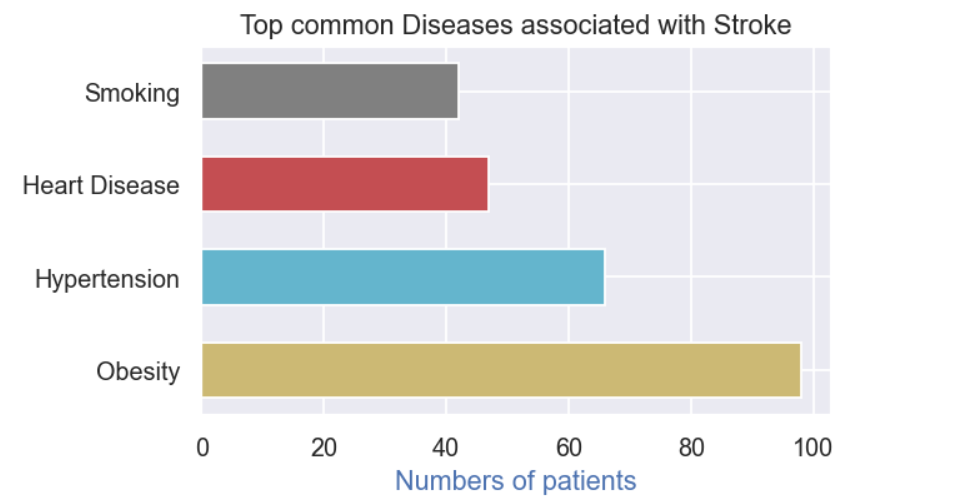 Top common Diseases associated with Stroke
Smoking
Heart Disease
Hypertension
Obesity
0 20 40 60 80 100
Numbers of patients